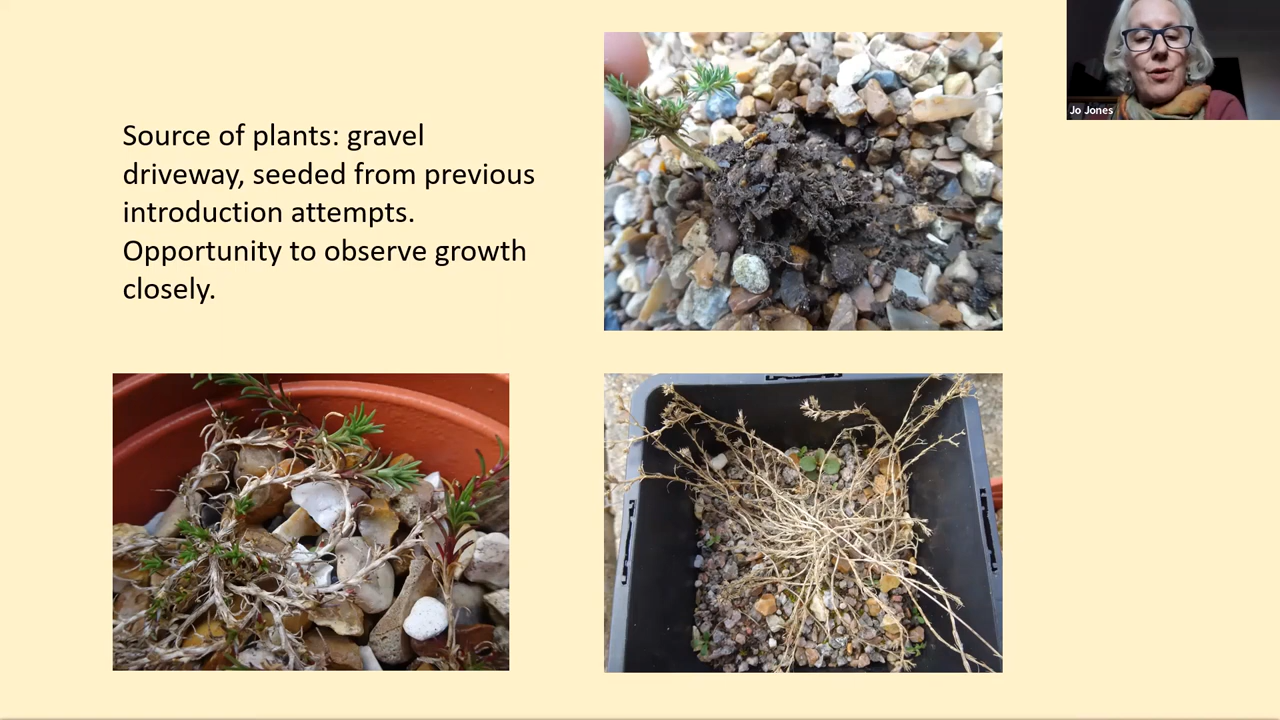 Source of plants: gravel
driveway, seeded from previous
introduction attempts.
Opportunity to observe growth
closely.
Jo Jones